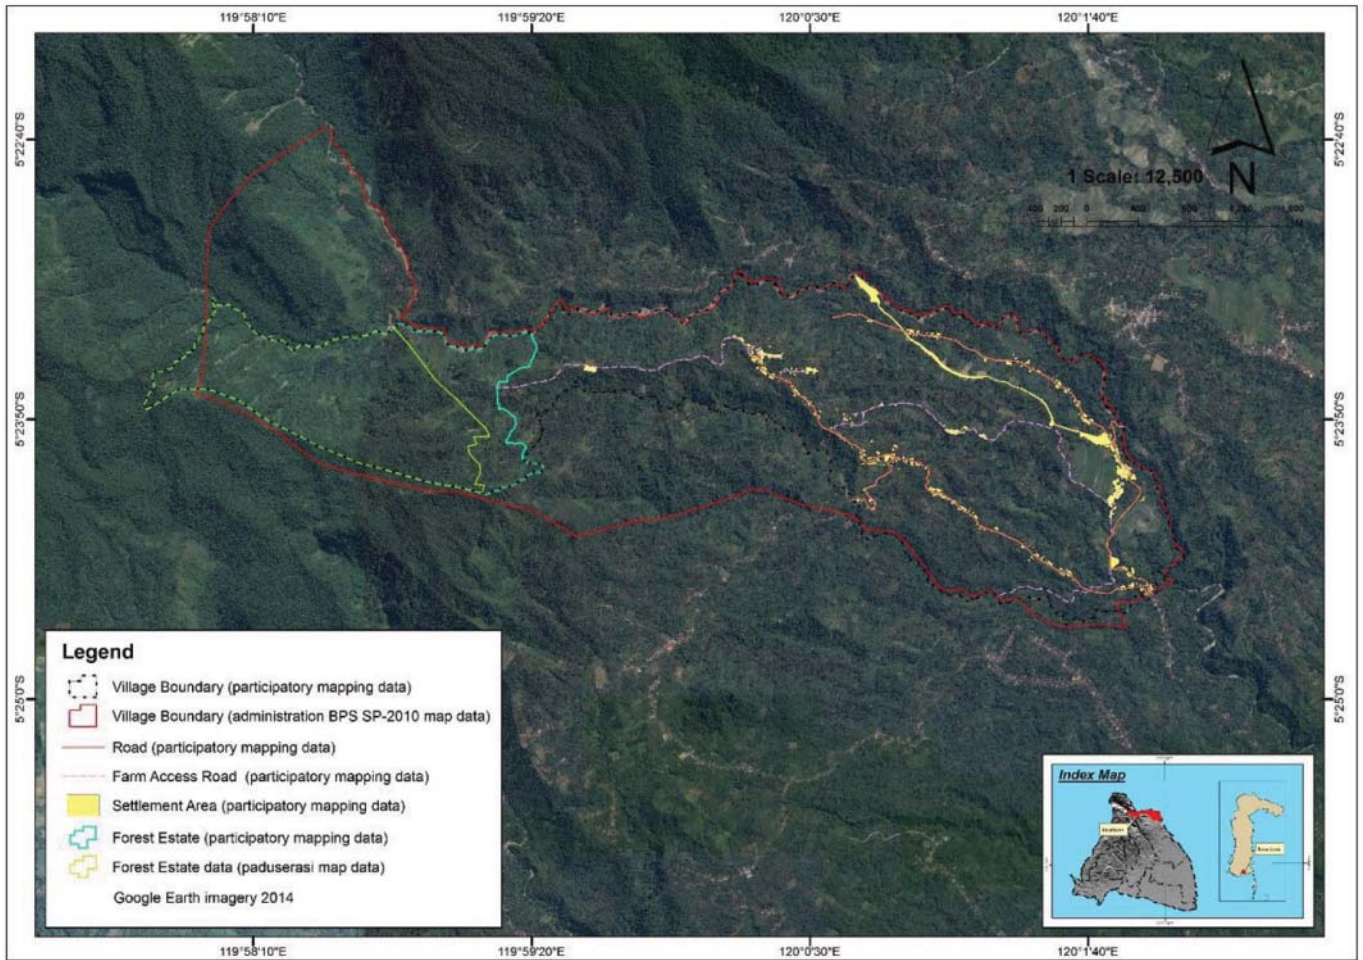 119°58'10"E 119°59'20"E 120°0'30"E 120°1'40"E
5°22'40"S 5°22'40"S
1 Scale: 12,500
N
400 200 0 400
5°23'50"S 5°23'50"S
5°25'0"S 5°25'0"S
Legend
Village Boundary (participatory mapping data)
Village Boundary (administration BPS SP-2010 map data)
Road (participatory mapping data)
Farm Access Road (participatory mapping data)
Settlement Area (participatory mapping data)
Forest Estate (participatory mapping data)
Forest Estate data (paduserasi map data)
Google Earth imagery 2014
Index Map
119°58'10"E 119°59'20"E 120°0'30"E 120°1'40"E